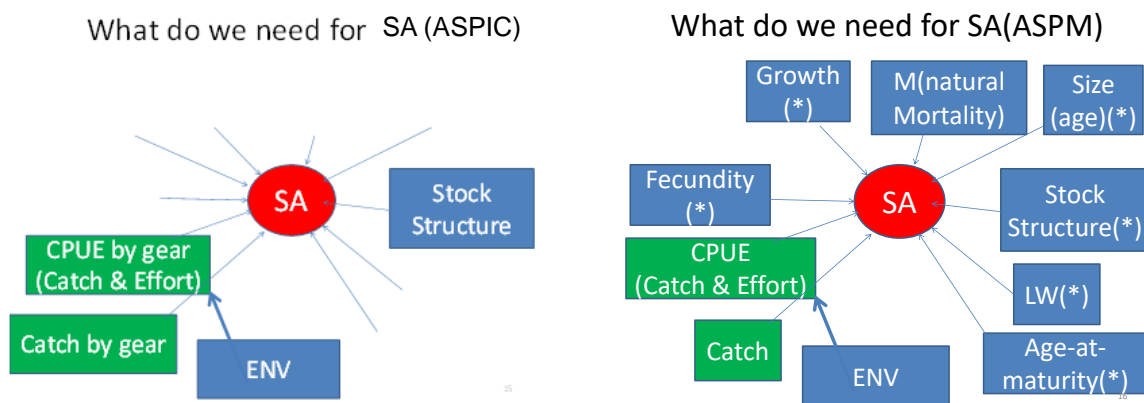 What do we need for SA (ASPIC)
SA
Stock
Structure
CPUE by gear
(Catch & Effort)
Catch by gear
ENV
15
What do we need for SA(ASPM)
Growth
(*)
M(natural
Mortality)
Size
(age)(*)
Fecundity
(*)
SA
Stock
Structure(*)
CPUE
(Catch & Effort)
LW(*)
Catch
ENV
Age-at-
maturity(*)
16